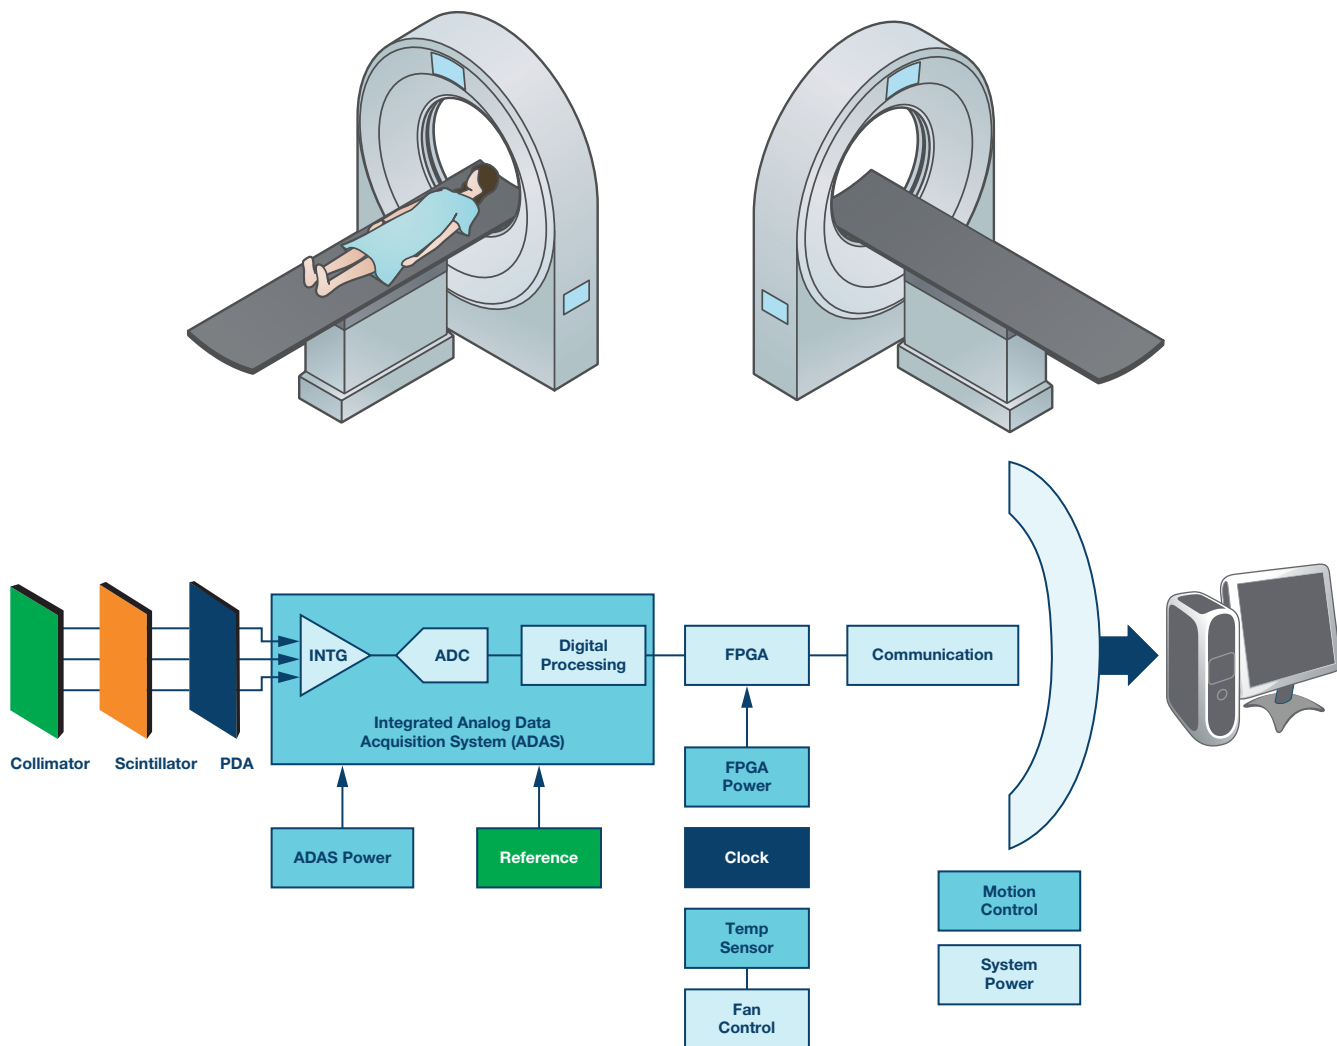 INTG
ADC
Digital
Processing
FPGA
Communication
Integrated Analog Data
Acquisition System (ADAS)
Collimator
Scintillator
PDA
FPGA
Power
ADAS Power
Reference
Clock
Motion
Control
Temp
Sensor
System
Power
Fan
Control